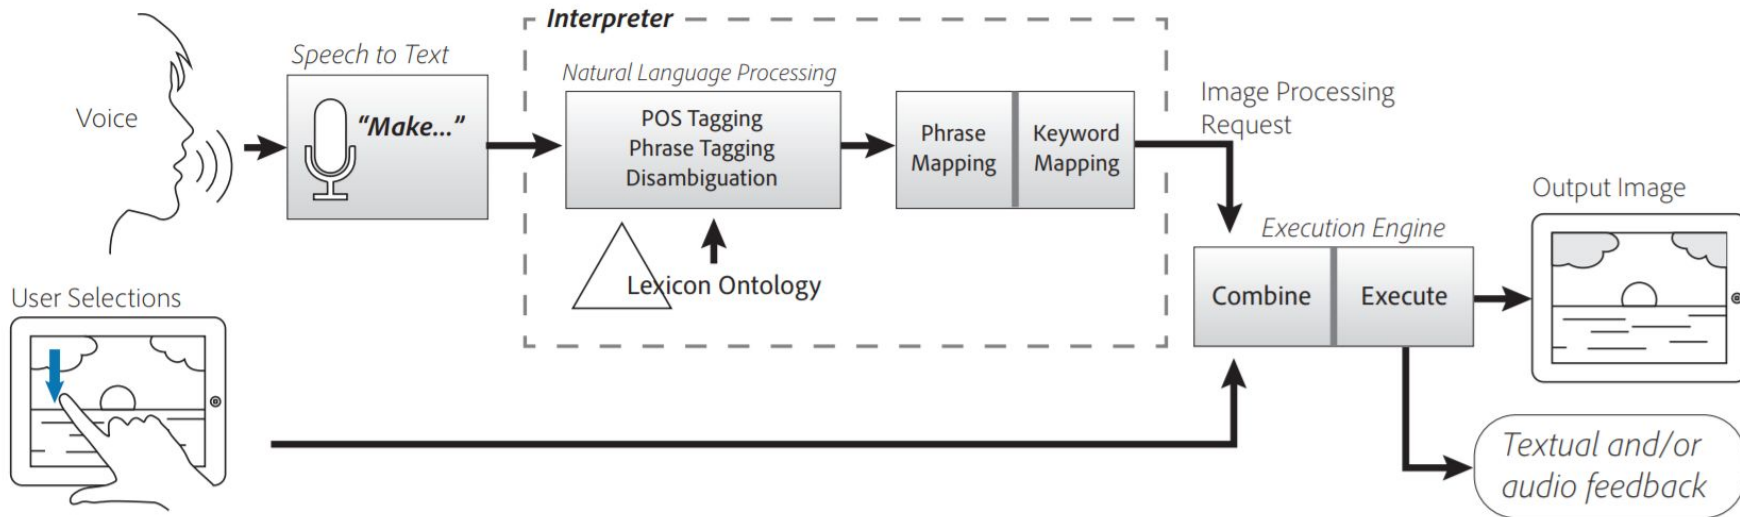 Interpreter
Speech to Text
Natural Language Processing
Voice
"Make..."
POS Tagging
Phrase Tagging
Disambiguation
Phrase
Mapping
Keyword
Mapping
Image Processing
Request
Lexicon Ontology
Output Image
Execution Engine
User Selections
Combine
Execute
Textual and/or
audio feedback